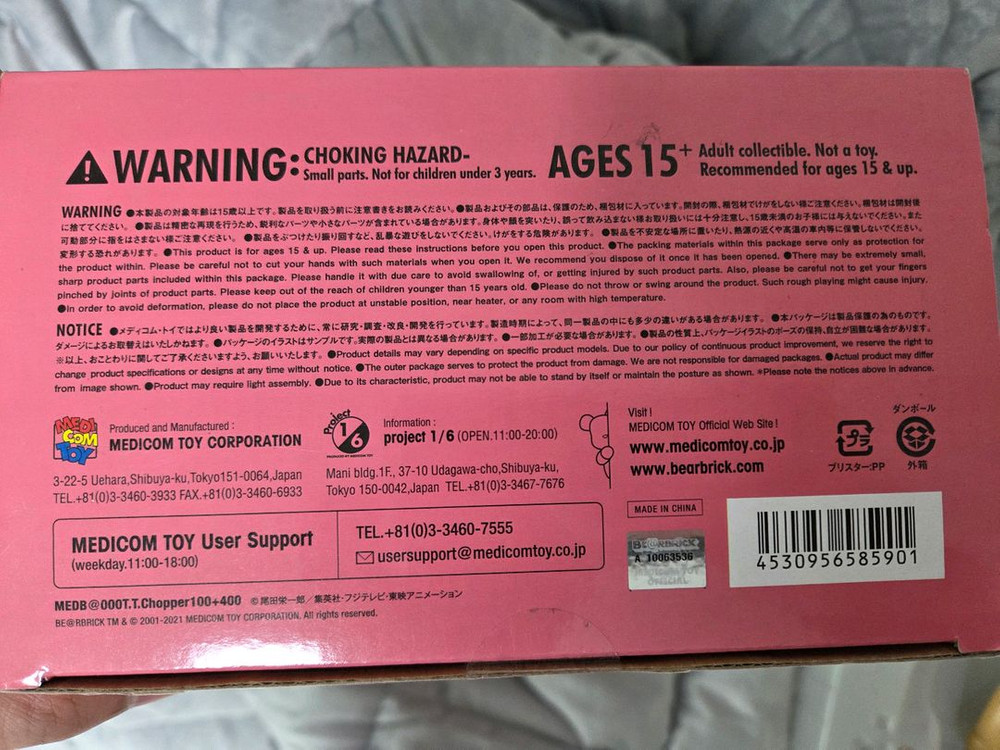 WARNING: CHOKING HAZARD-
Small parts. Not for children under 3 years.
AGES 15+ Adult collectible. Not a toy.
Recommended for ages 15 & up.
WARNING ●本製品の対象年齢は15歳以上です。製品を取り扱う前に注意書きをお読みください。●製品およびその部品は、保護のため、梱包材に入っています。開封の際、梱包材でけがをしない様ご注意ください。梱包材は開封後
に捨ててください。●製品は精密な再現を行うため、鋭利なパーツや小さなパーツが含まれている場合があります。身体や顔を突いたり、誤って飲み込まない様お取り扱いには十分注意し、15歳未満のお子様には与えないでください。また
可動部分に指をはさまない様ご注意ください。●製品をぶつけたり振り回すなど、乱暴な遊びをしないでください。けがをする危険があります。●製品を不安定な場所に置いたり、熱源の近くや高温の車内等に保管しないでください。
変形する恐れがあります。●This product is for ages 15 & up. Please read these instructions before you open this product. ●The packing materials within this package serve only as protection for
the product within. Please be careful not to cut your hands with such materials when you open it. We recommend you dispose of it once it has been opened. ●There may be extremely small,
sharp product parts included within this package. Please handle it with due care to avoid swallowing of, or getting injured by such product parts. Also, please be careful not to get your fingers
pinched by joints of product parts. Please keep out of the reach of children younger than 15 years old. ●Please do not throw or swing around the product. Such rough playing might cause injury.
●In order to avoid deformation, please do not place the product at unstable position, near heater, or any room with high temperature.
NOTICE ●メディコム・トイではより良い製品を開発するために、常に研究・調査・改良・開発を行っています。製造時期によって、同一製品の中にも多少の違いがある場合があります。●本パッケージは製品保護の為のものです。
ダメージによるお取替えはいたしかねます。●パッケージのイラストはサンプルです。実際の製品とは異なる場合があります。●一部加工が必要な場合があります。●製品の性質上、パッケージイラストのポーズの保持、自立が困難な場合があります。
※以上、おことわりに関してご了承くださいますよう、お願いいたします。●Product details may vary depending on specific product models. Due to our policy of continuous product improvement, we reserve the right to
change product specifications or designs at any time without notice. ●The outer package serves to protect the product from damage. We are not responsible for damaged packages. ●Actual product may differ
from image shown. ●Product may require light assembly. ●Due to its characteristic, product may not be able to stand by itself or maintain the posture as shown. *Please note the notices above in advance.
MEDI
COM
TOY
Produced and Manufactured :
MEDICOM TOY CORPORATION
3-22-5 Uehara,Shibuya-ku,Tokyo151-0064,Japan
TEL.+81(0)3-3460-3933 FAX.+81(0)3-3460-6933
Project
1/6
Information :
project 1/6 (OPEN.11:00-20:00)
Mani bldg.1F., 37-10 Udagawa-cho,Shibuya-ku,
Tokyo 150-0042,Japan TEL.+81(0)3-3467-7676
Visit !
MEDICOM TOY Official Web Site !
www.medicomtoy.co.jp
www.bearbrick.com
プラ
ブリスター:PP
ダンボール
外箱
MEDICOM TOY User Support
(weekday.11:00-18:00)
TEL.+81(0)3-3460-7555
usersupport@medicomtoy.co.jp
MADE IN CHINA
BE@RBRICK
A 10063536
OFFICIAL
4530956585901
MEDB@000T.T.Chopper100+400 ©尾田栄一郎／集英社・フジテレビ・東映アニメーション
BE@RBRICK TM & © 2001-2021 MEDICOM TOY CORPORATION. All rights reserved.